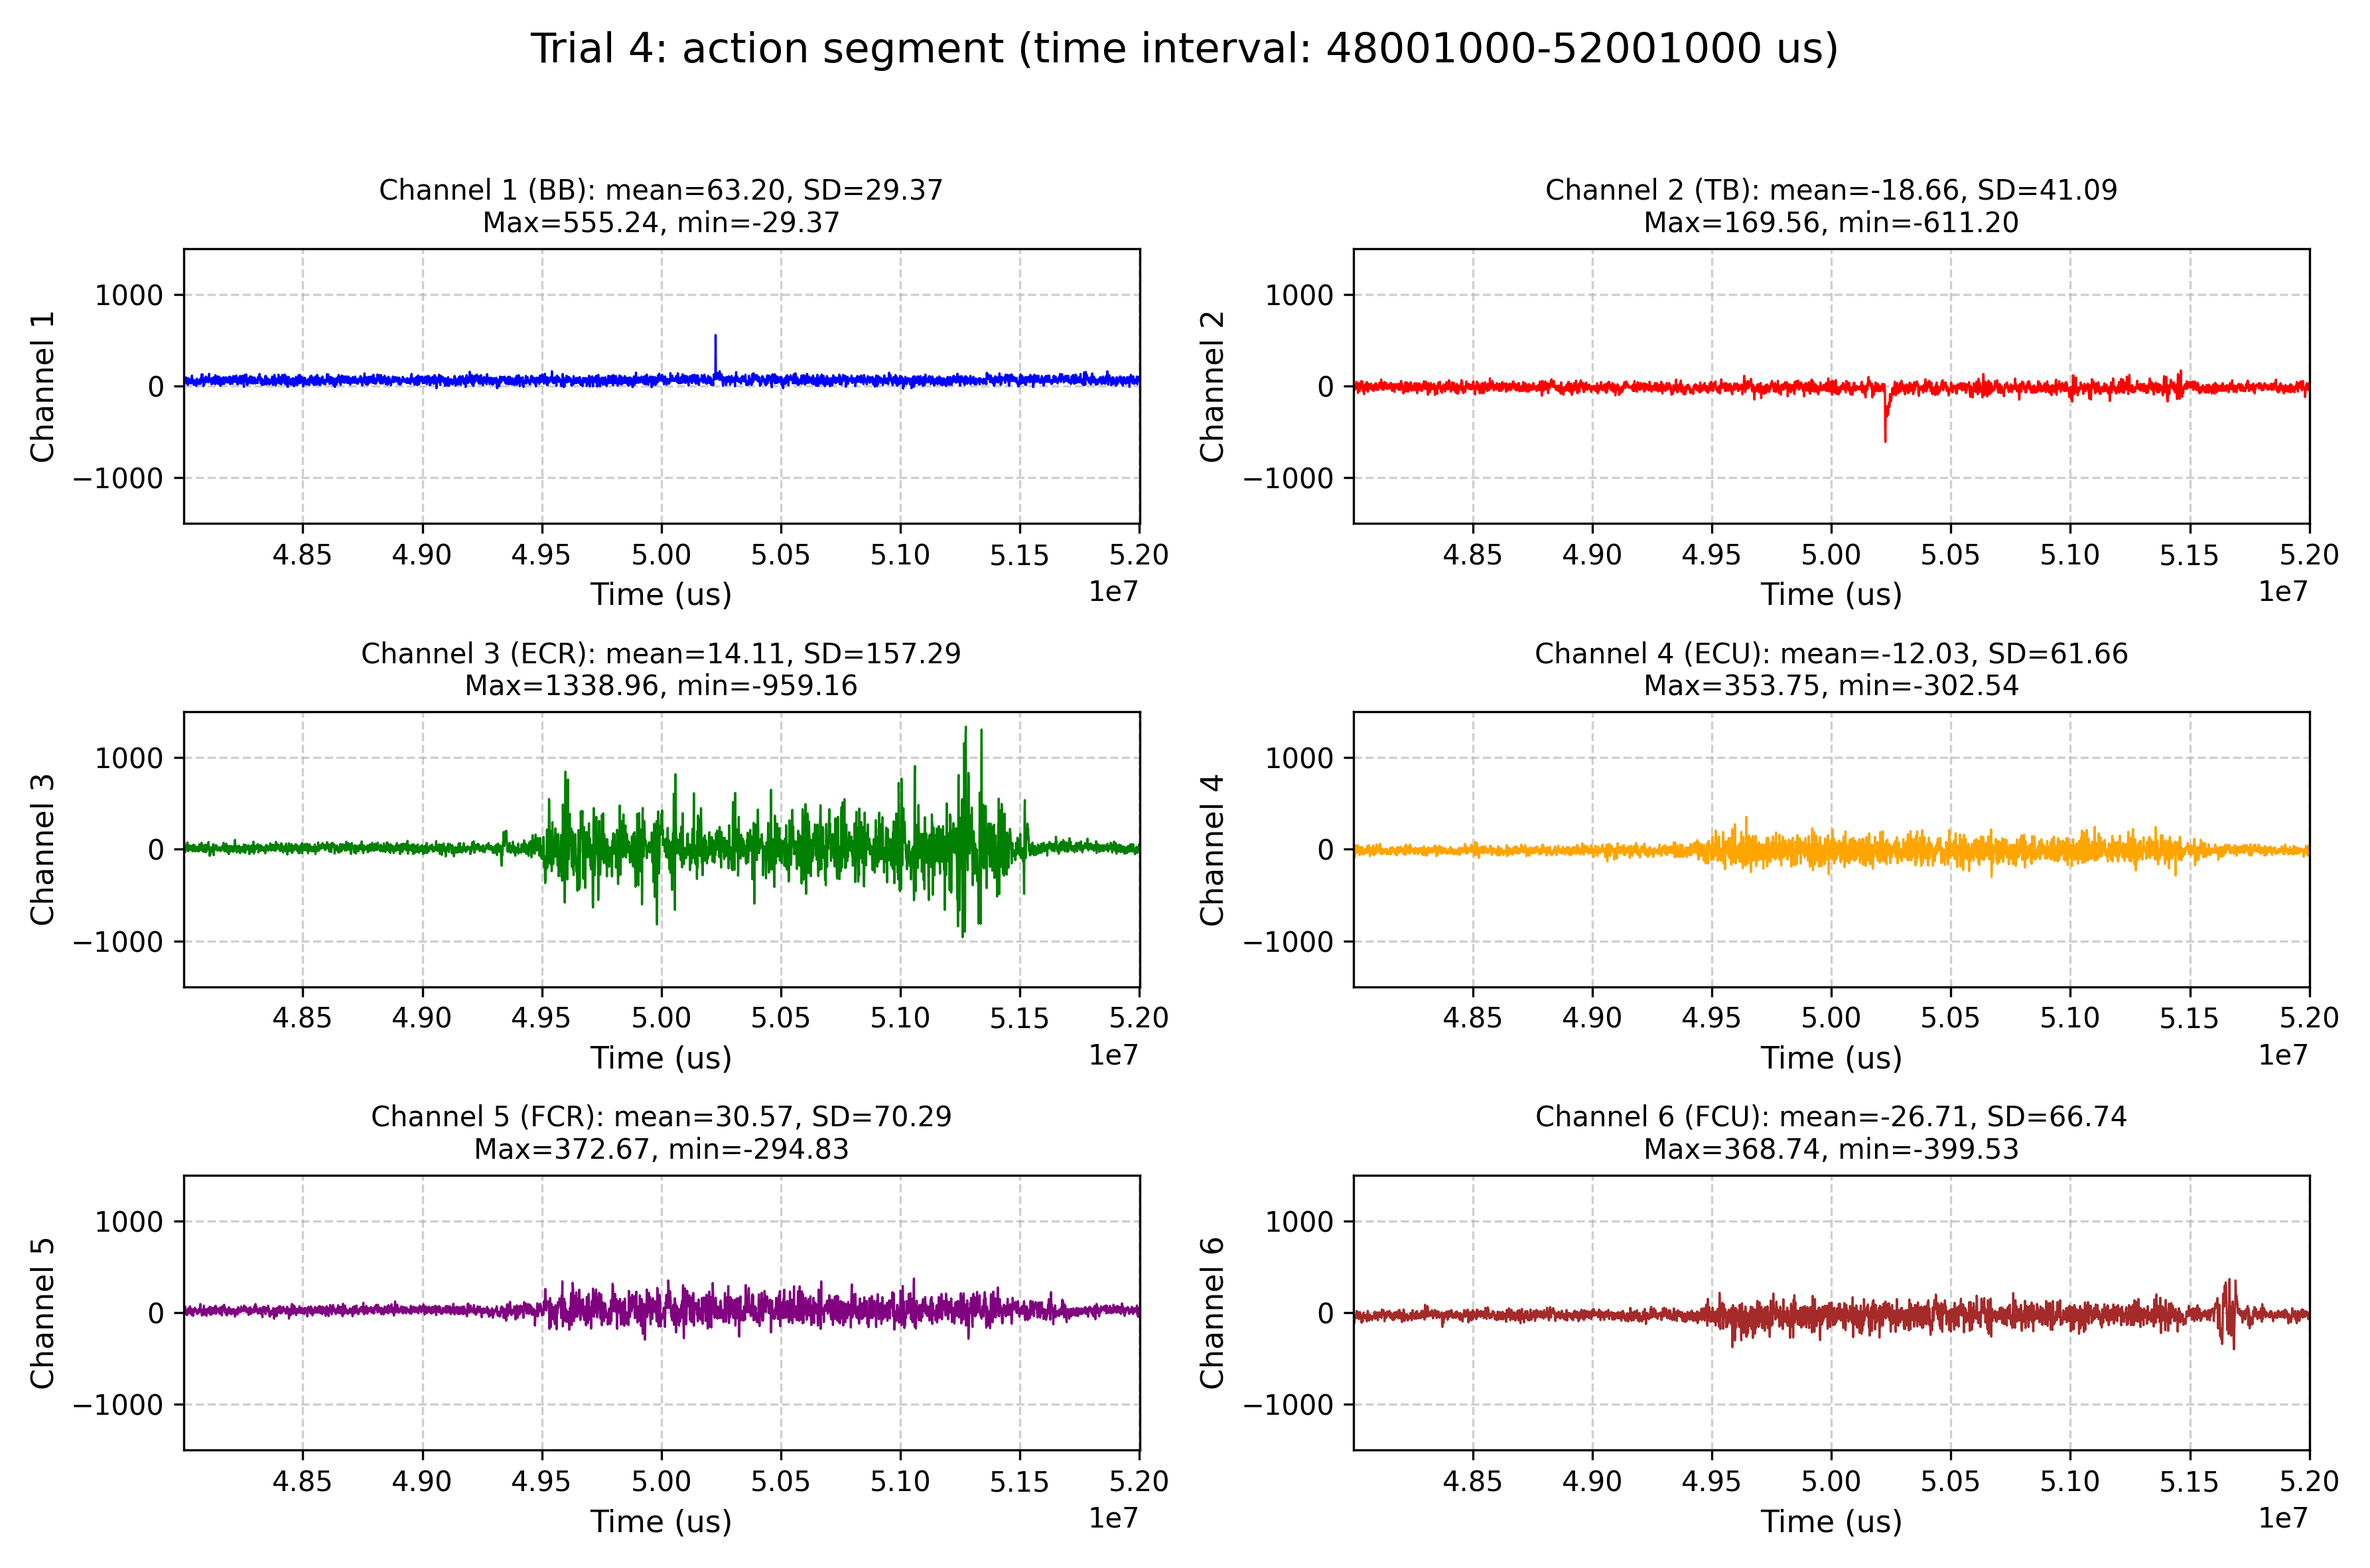 Trial 4: action segment (time interval: 48001000-52001000 us)
Channel 1 (BB): mean=63.20, SD=29.37
Max=555.24, min=-29.37
Channel 1
1000
0
−1000
4.85 4.90 4.95 5.00 5.05 5.10 5.15 5.20
Time (us)
1e7
Channel 2 (TB): mean=-18.66, SD=41.09
Max=169.56, min=-611.20
Channel 2
1000
0
−1000
4.85 4.90 4.95 5.00 5.05 5.10 5.15 5.20
Time (us)
1e7
Channel 3 (ECR): mean=14.11, SD=157.29
Max=1338.96, min=-959.16
Channel 3
1000
0
−1000
4.85 4.90 4.95 5.00 5.05 5.10 5.15 5.20
Time (us)
1e7
Channel 4 (ECU): mean=-12.03, SD=61.66
Max=353.75, min=-302.54
Channel 4
1000
0
−1000
4.85 4.90 4.95 5.00 5.05 5.10 5.15 5.20
Time (us)
1e7
Channel 5 (FCR): mean=30.57, SD=70.29
Max=372.67, min=-294.83
Channel 5
1000
0
−1000
4.85 4.90 4.95 5.00 5.05 5.10 5.15 5.20
Time (us)
1e7
Channel 6 (FCU): mean=-26.71, SD=66.74
Max=368.74, min=-399.53
Channel 6
1000
0
−1000
4.85 4.90 4.95 5.00 5.05 5.10 5.15 5.20
Time (us)
1e7